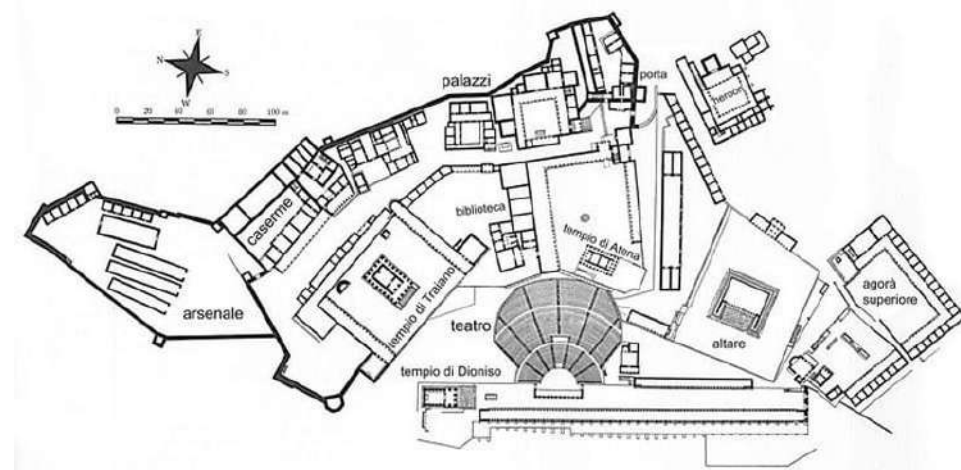 E
N
S
W
0 20 40 60 80 100 m
palazzi
porta
heroon
caserme
biblioteca
tempio di Atena
arsenale
tempio di Traiano
teatro
altare
agorà
superiore
tempio di Dioniso